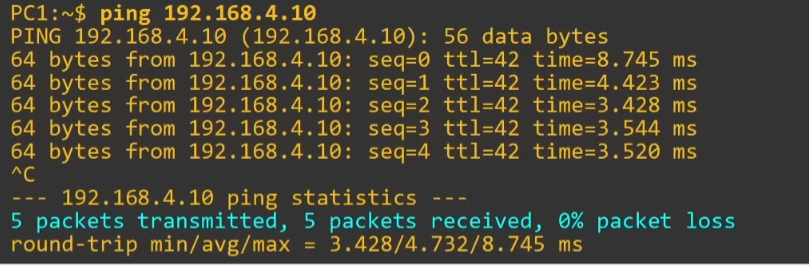 PC1:~$ ping 192.168.4.10
PING 192.168.4.10 (192.168.4.10): 56 data bytes
64 bytes from 192.168.4.10: seq=0 ttl=42 time=8.745 ms
64 bytes from 192.168.4.10: seq=1 ttl=42 time=4.423 ms
64 bytes from 192.168.4.10: seq=2 ttl=42 time=3.428 ms
64 bytes from 192.168.4.10: seq=3 ttl=42 time=3.544 ms
64 bytes from 192.168.4.10: seq=4 ttl=42 time=3.520 ms
^C
--- 192.168.4.10 ping statistics ---
5 packets transmitted, 5 packets received, 0% packet loss
round-trip min/avg/max = 3.428/4.732/8.745 ms